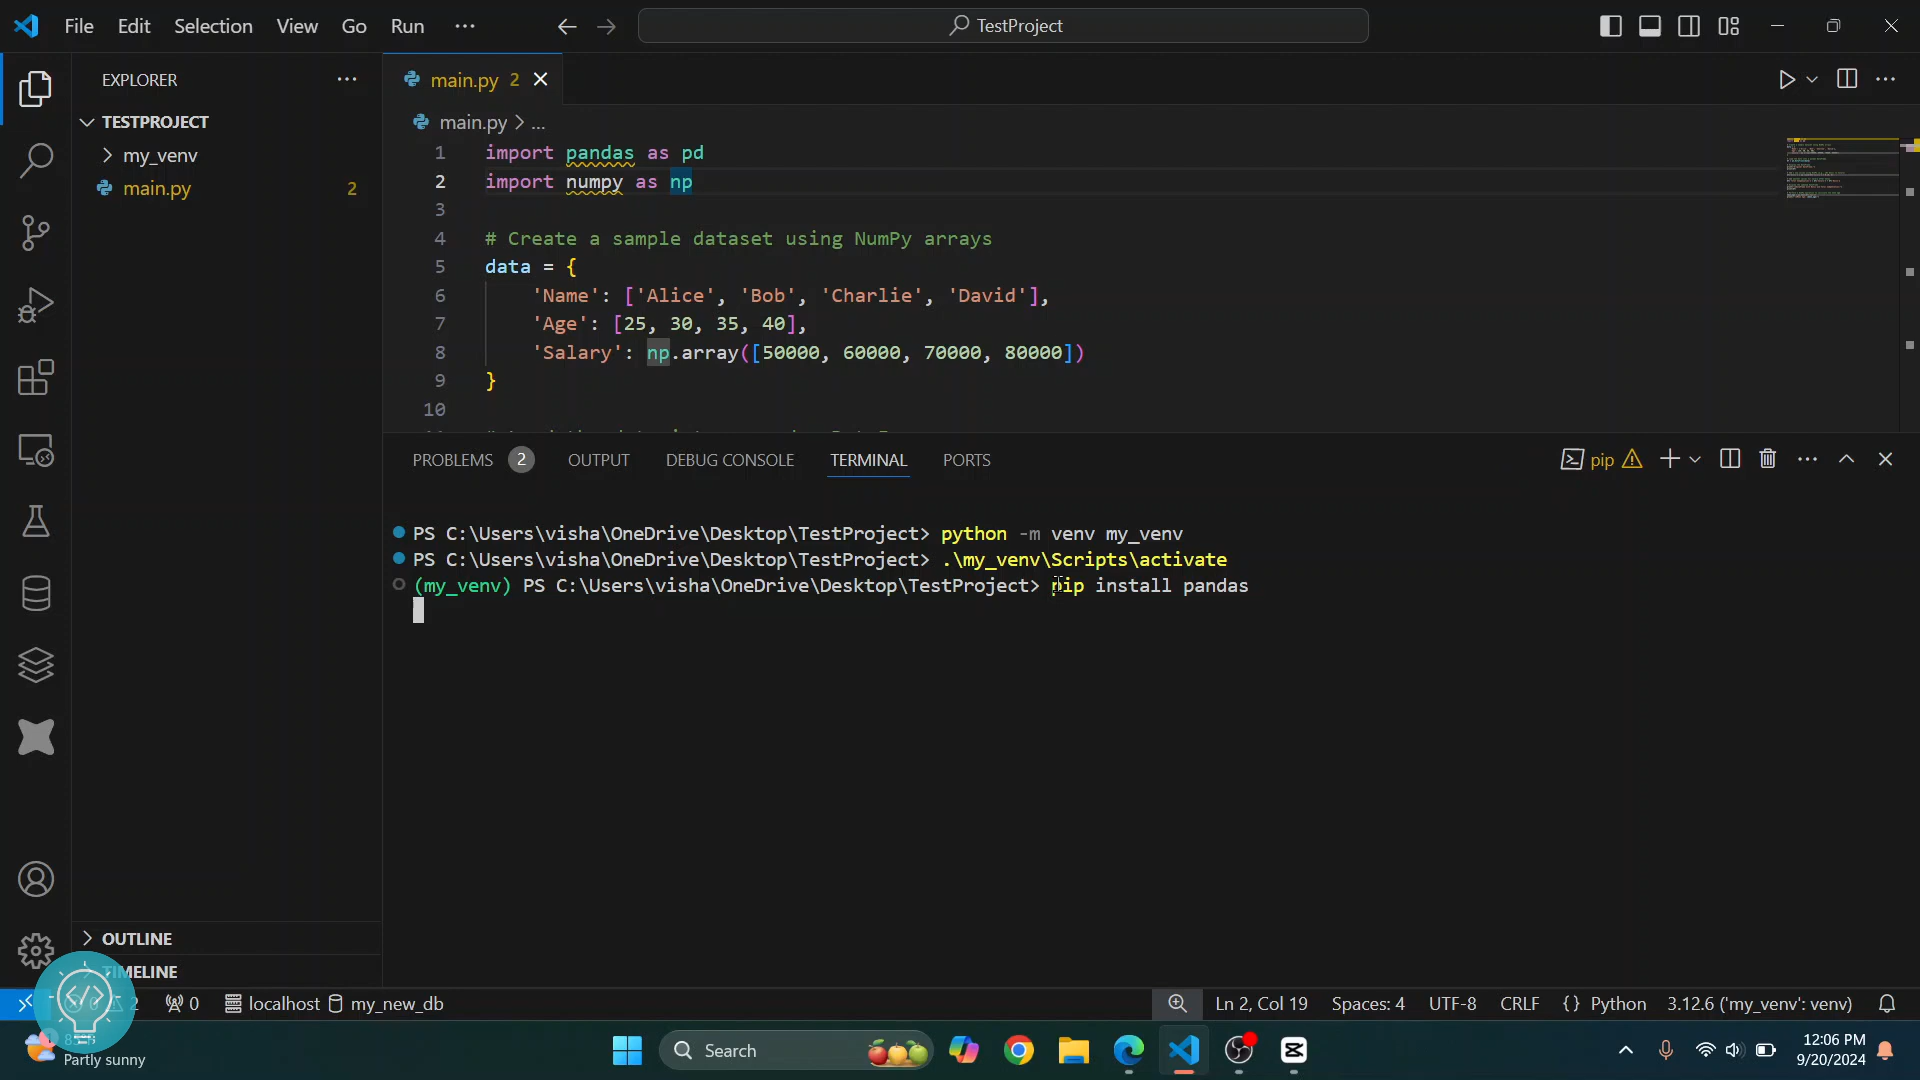 File Edit Selection View Go Run ··· TestProject
EXPLORER ···
TESTPROJECT
my_venv
main.py 2
OUTLINE
TIMELINE
main.py 2
main.py > ...
1 import pandas as pd
2 import numpy as np
3
4 # Create a sample dataset using NumPy arrays
5 data = {
6 'Name': ['Alice', 'Bob', 'Charlie', 'David'],
7 'Age': [25, 30, 35, 40],
8 'Salary': np.array([50000, 60000, 70000, 80000])
9 }
10
PROBLEMS 2 OUTPUT DEBUG CONSOLE TERMINAL PORTS pip
PS C:\Users\visha\OneDrive\Desktop\TestProject> python -m venv my_venv
PS C:\Users\visha\OneDrive\Desktop\TestProject> .\my_venv\Scripts\activate
(my_venv) PS C:\Users\visha\OneDrive\Desktop\TestProject> pip install pandas
2 0 localhost my_new_db Ln 2, Col 19 Spaces: 4 UTF-8 CRLF {} Python 3.12.6 ('my_venv': venv)
Partly sunny
Search
12:06 PM
9/20/2024